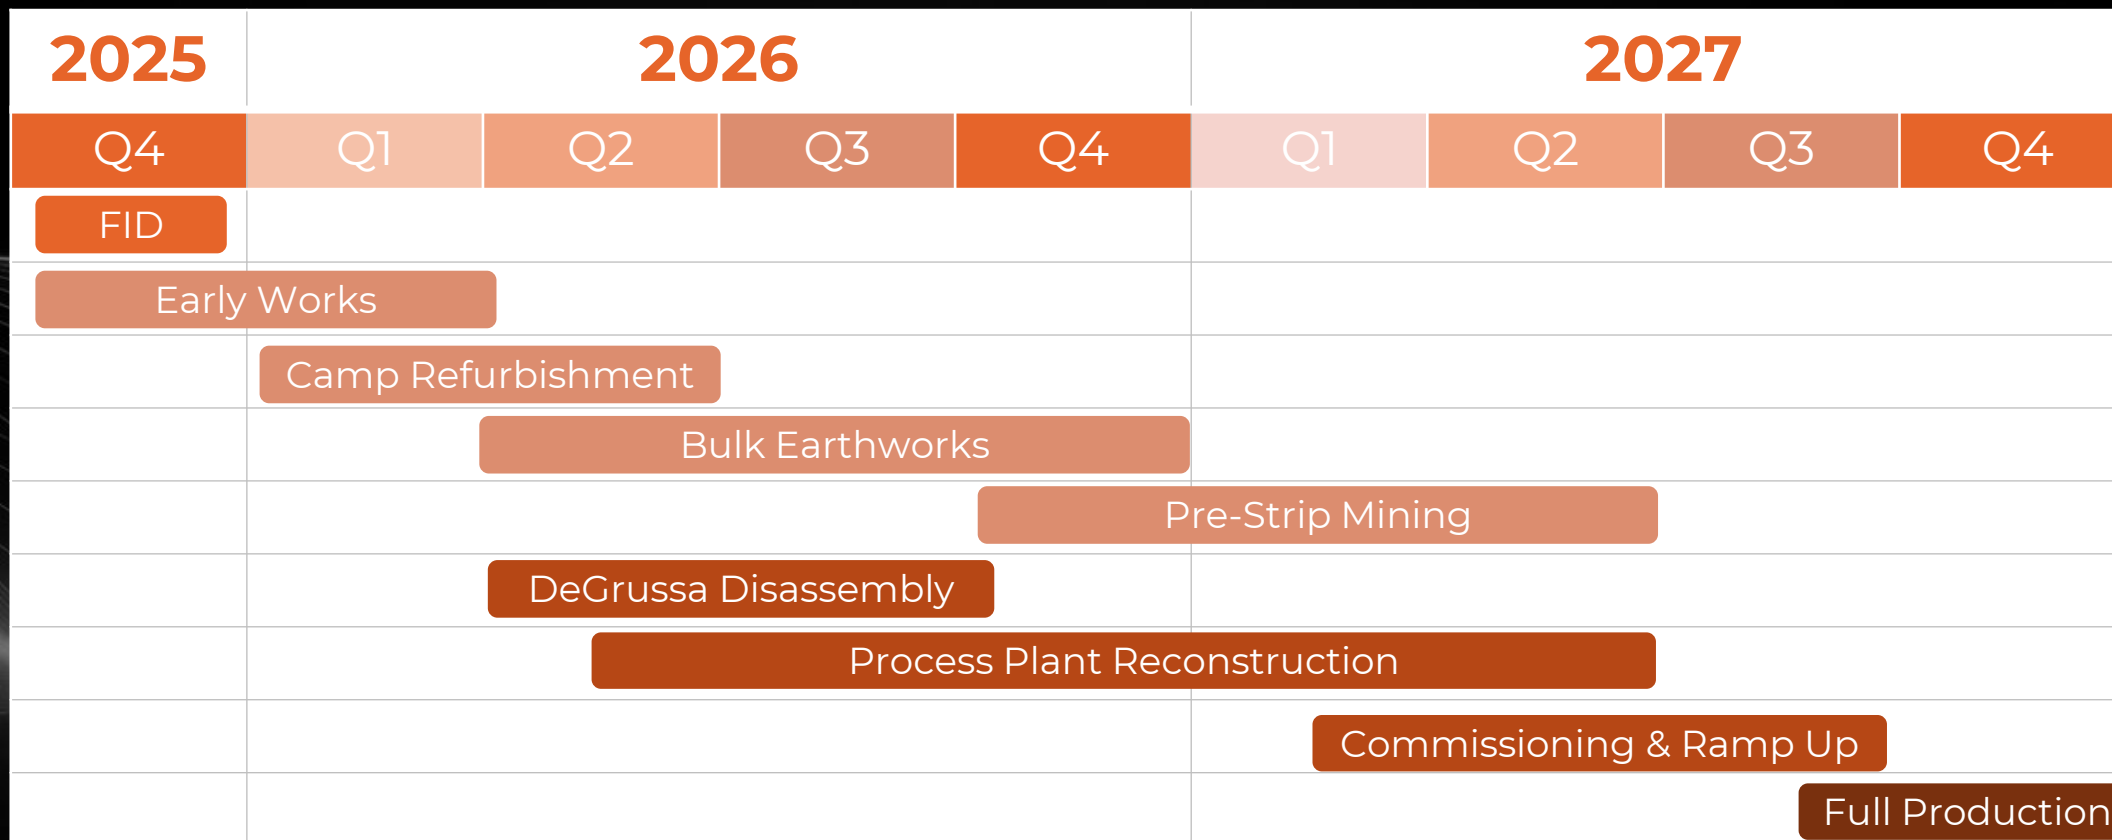 2025 2026 2027
Q4 Q1 Q2 Q3 Q4 Q1 Q2 Q3 Q4
FID
Early Works
Camp Refurbishment
Bulk Earthworks
Pre-Strip Mining
DeGrussa Disassembly
Process Plant Reconstruction
Commissioning & Ramp Up
Full Production